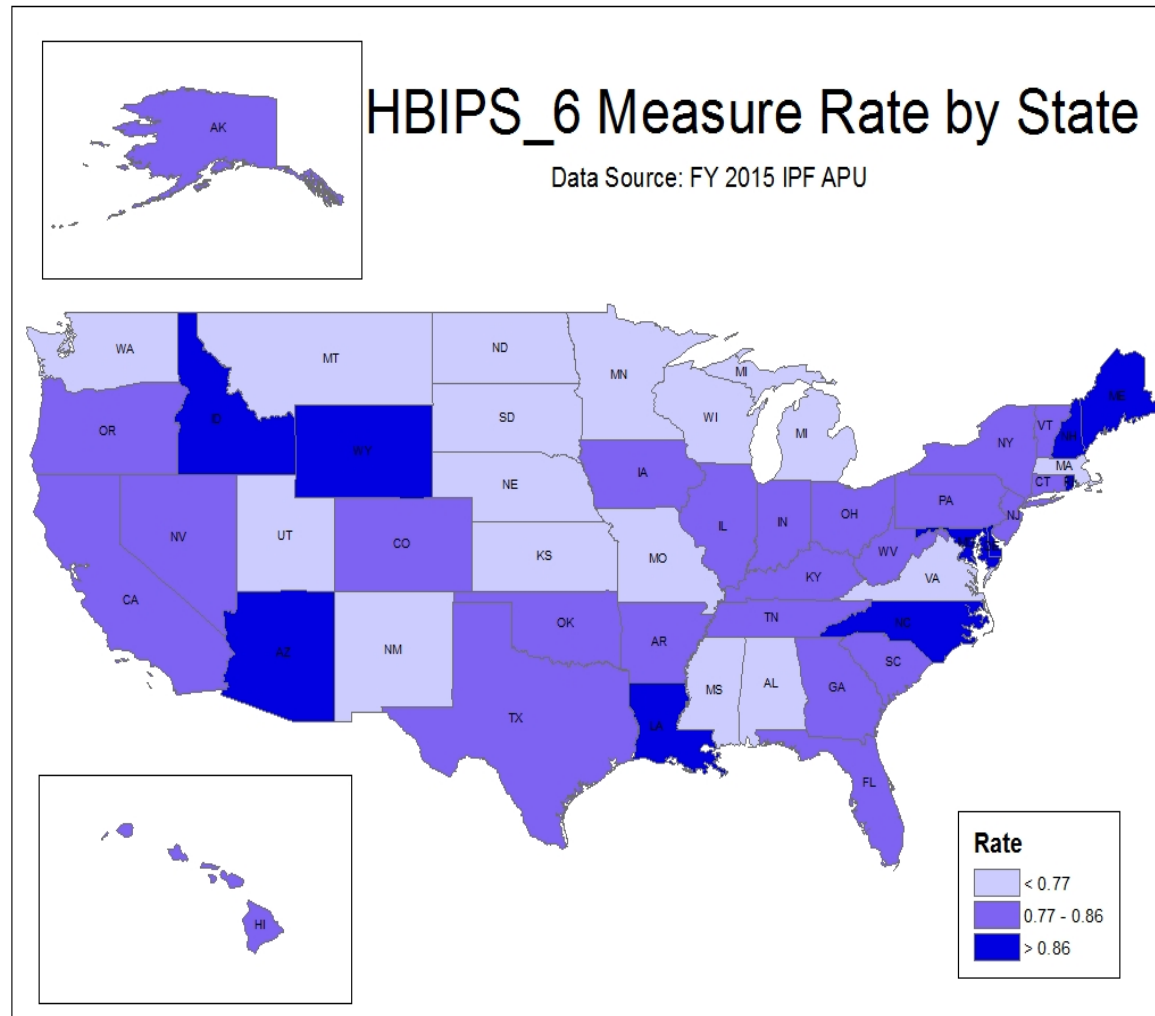 AK
HBIPS_6 Measure Rate by State
Data Source: FY 2015 IPF APU
WA
MT
ND
MN
MI
ME
ID
OR
WY
SD
WI
MI
VT
NH
NY
MA
CT
RI
IA
NE
PA
NJ
NV
UT
CO
IL
IN
OH
WV
KS
MO
KY
VA
CA
TN
NC
AZ
NM
OK
AR
SC
MS
AL
GA
TX
LA
FL
HI
Rate
< 0.77
0.77 - 0.86
> 0.86